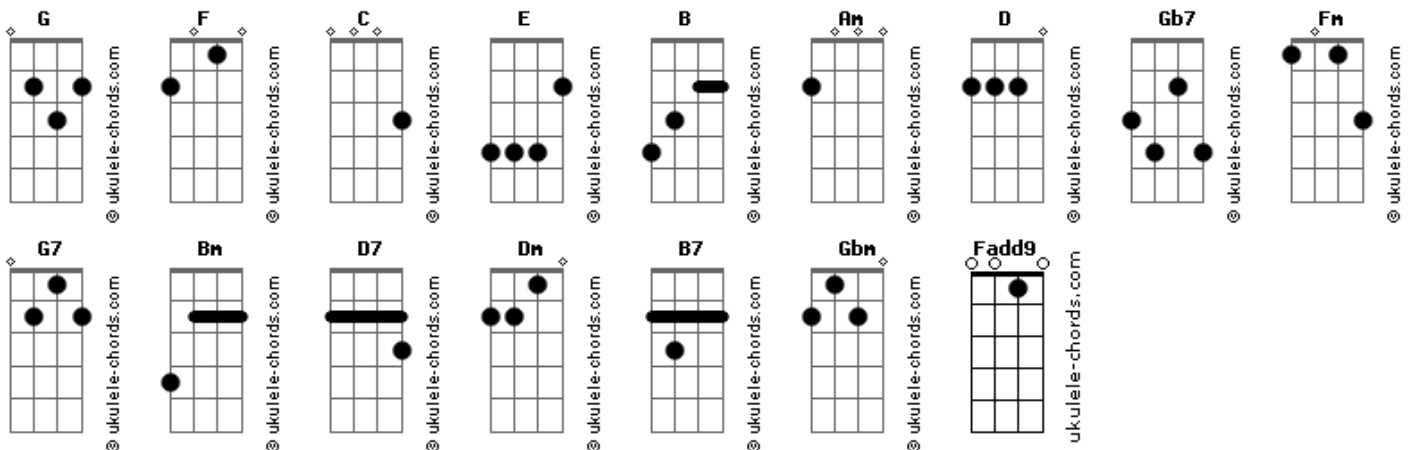 G F C E B Am D Gb7 Fm
© ukulele-chords.com © ukulele-chords.com © ukulele-chords.com © ukulele-chords.com © ukulele-chords.com © ukulele-chords.com © ukulele-chords.com © ukulele-chords.com © ukulele-chords.com
G7 Bm D7 Dm B7 Gbm Fadd9
© ukulele-chords.com © ukulele-chords.com © ukulele-chords.com © ukulele-chords.com © ukulele-chords.com © ukulele-chords.com ukulele-chords.com